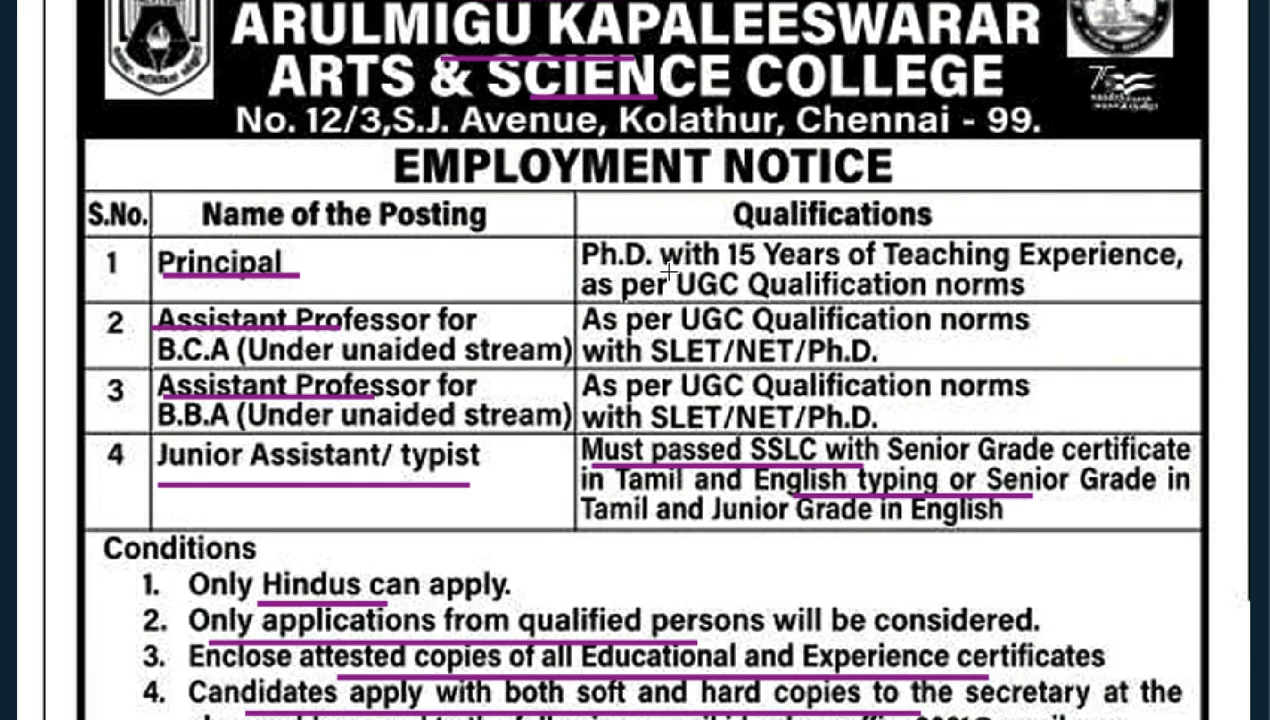 ARULMIGU KAPALEESWARAR
ARTS & SCIENCE COLLEGE
No. 12/3,S.J. Avenue, Kolathur, Chennai - 99.
EMPLOYMENT NOTICE
S.No. Name of the Posting Qualifications
1 Principal Ph.D. with 15 Years of Teaching Experience,
as per UGC Qualification norms
2 Assistant Professor for As per UGC Qualification norms
B.C.A (Under unaided stream) with SLET/NET/Ph.D.
3 Assistant Professor for As per UGC Qualification norms
B.B.A (Under unaided stream) with SLET/NET/Ph.D.
4 Junior Assistant/ typist Must passed SSLC with Senior Grade certificate
in Tamil and English typing or Senior Grade in
Tamil and Junior Grade in English
Conditions
1. Only Hindus can apply.
2. Only applications from qualified persons will be considered.
3. Enclose attested copies of all Educational and Experience certificates
4. Candidates apply with both soft and hard copies to the secretary at the